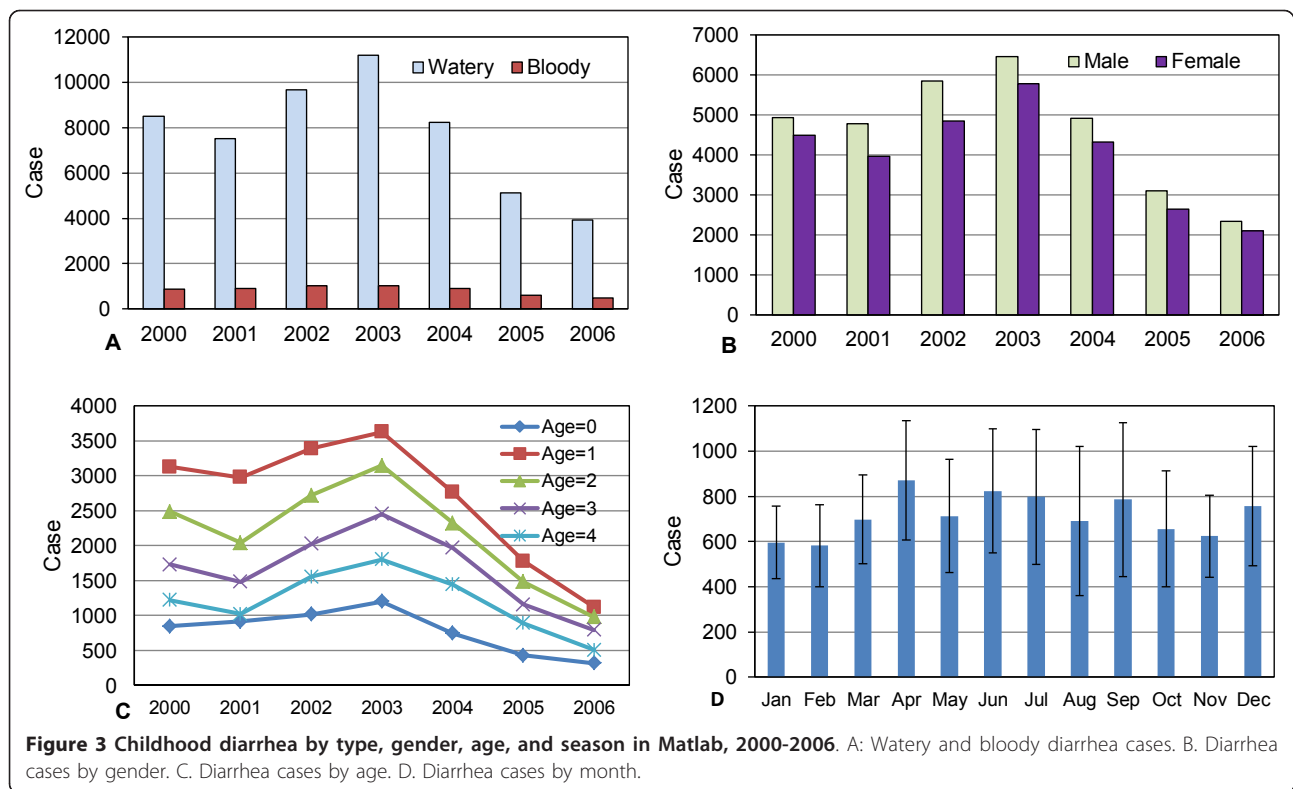 12000
10000
8000
6000
4000
2000
0
Case
Watery
Bloody
2000 2001 2002 2003 2004 2005 2006
A
7000
6000
5000
4000
3000
2000
1000
0
Case
Male
Female
2000 2001 2002 2003 2004 2005 2006
B
4000
3500
3000
2500
2000
1500
1000
500
0
Case
Age=0
Age=1
Age=2
Age=3
Age=4
2000 2001 2002 2003 2004 2005 2006
C
1200
1000
800
600
400
200
0
Case
D
Jan Feb Mar Apr May Jun Jul Aug Sep Oct Nov Dec
Figure 3 Childhood diarrhea by type, gender, age, and season in Matlab, 2000-2006. A: Watery and bloody diarrhea cases. B. Diarrhea
cases by gender. C. Diarrhea cases by age. D. Diarrhea cases by month.